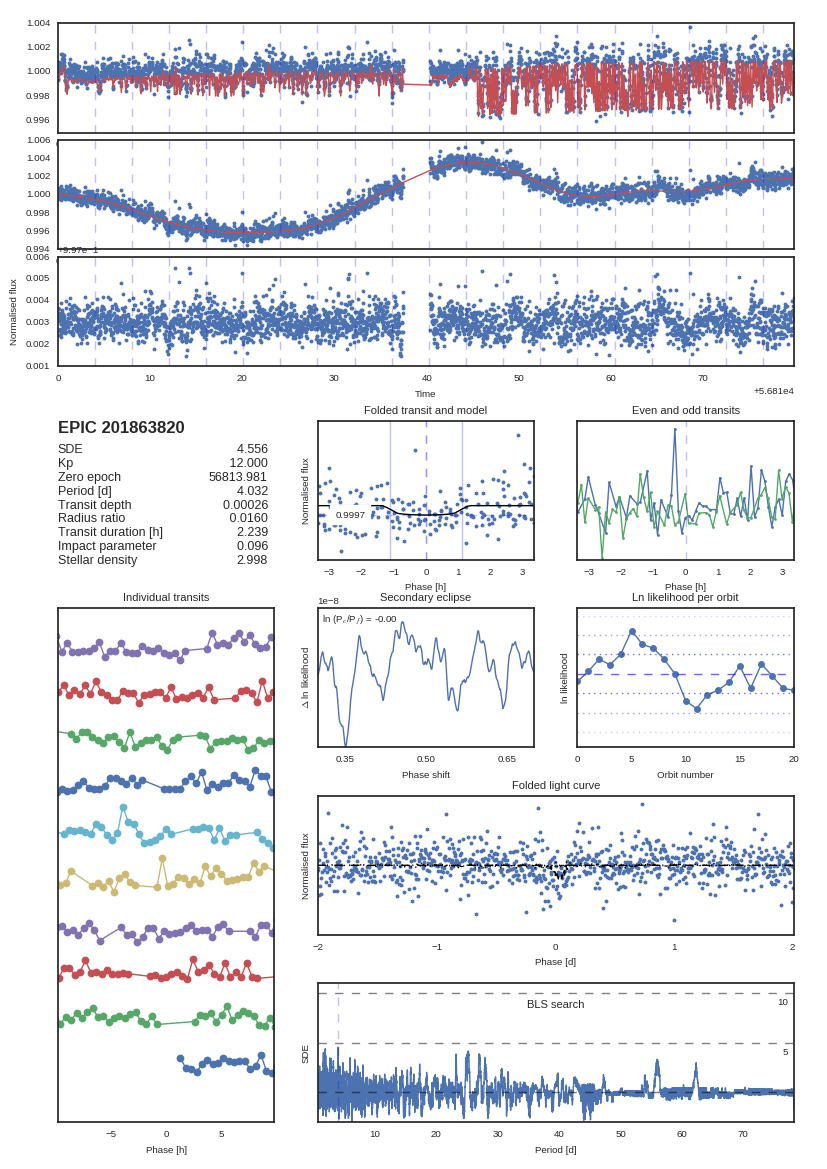 1.004
1.002
1.000
0.998
0.996
1.006
1.004
1.002
1.000
0.998
0.996
0.994
0.006
0.005
0.004
0.003
0.002
0.001
Normalised flux
0 10 20 30 40 50 60 70
Time
+5.681e4
EPIC 201863820
SDE 4.556
Kp 12.000
Zero epoch 56813.981
Period [d] 4.032
Transit depth 0.00026
Radius ratio 0.0160
Transit duration [h] 2.239
Impact parameter 0.096
Stellar density 2.998
Folded transit and model
Normalised flux
0.9997
−3 −2 −1 0 1 2 3
Phase [h]
Even and odd transits
−3 −2 −1 0 1 2 3
Phase [h]
Individual transits
−5 0 5
Phase [h]
Secondary eclipse
1e−8
ln (Pₑ/P𝑓) = -0.00
Δ ln likelihood
0.35 0.50 0.65
Phase shift
Ln likelihood per orbit
ln likelihood
0 5 10 15 20
Orbit number
Folded light curve
Normalised flux
−2 −1 0 1 2
Phase [d]
BLS search
10
5
SDE
10 20 30 40 50 60 70
Period [d]